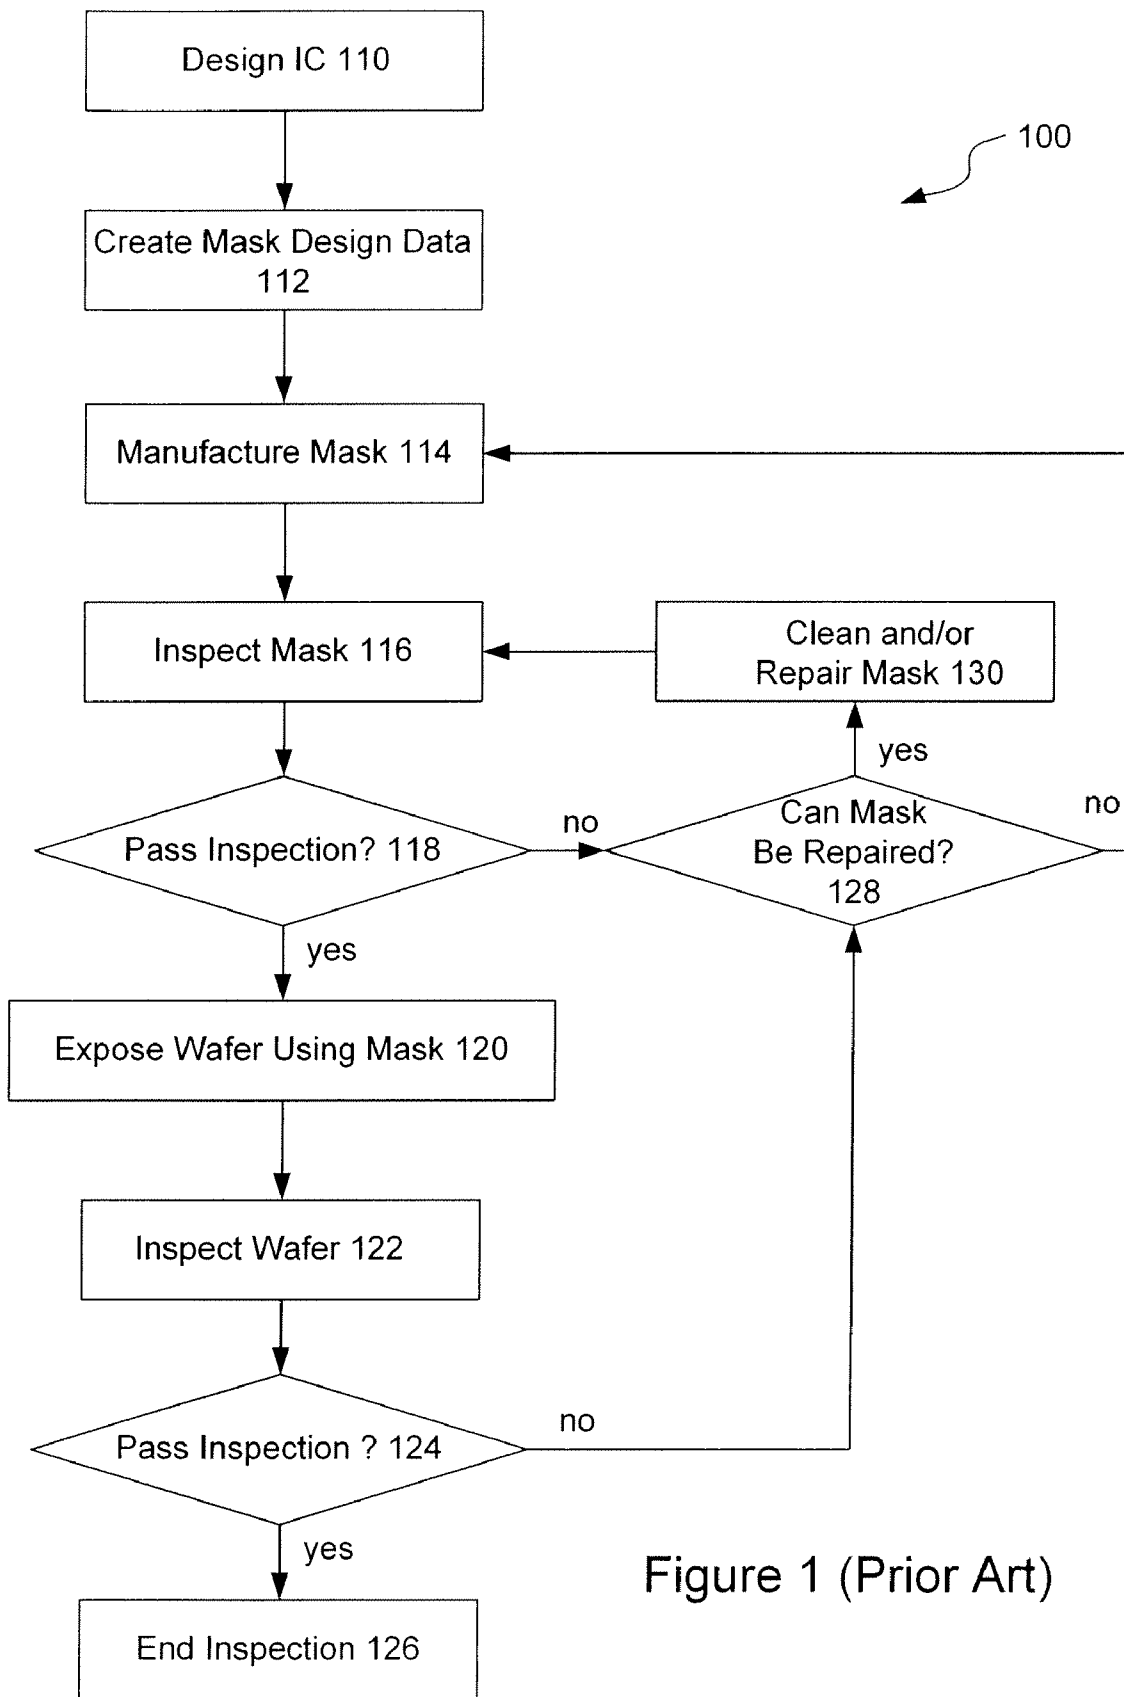 Design IC 110
100
Create Mask Design Data
112
Manufacture Mask 114
Inspect Mask 116
Clean and/or
Repair Mask 130
yes
Pass Inspection? 118
no
Can Mask
Be Repaired?
128
no
yes
Expose Wafer Using Mask 120
Inspect Wafer 122
Pass Inspection ? 124
no
yes
End Inspection 126
Figure 1 (Prior Art)